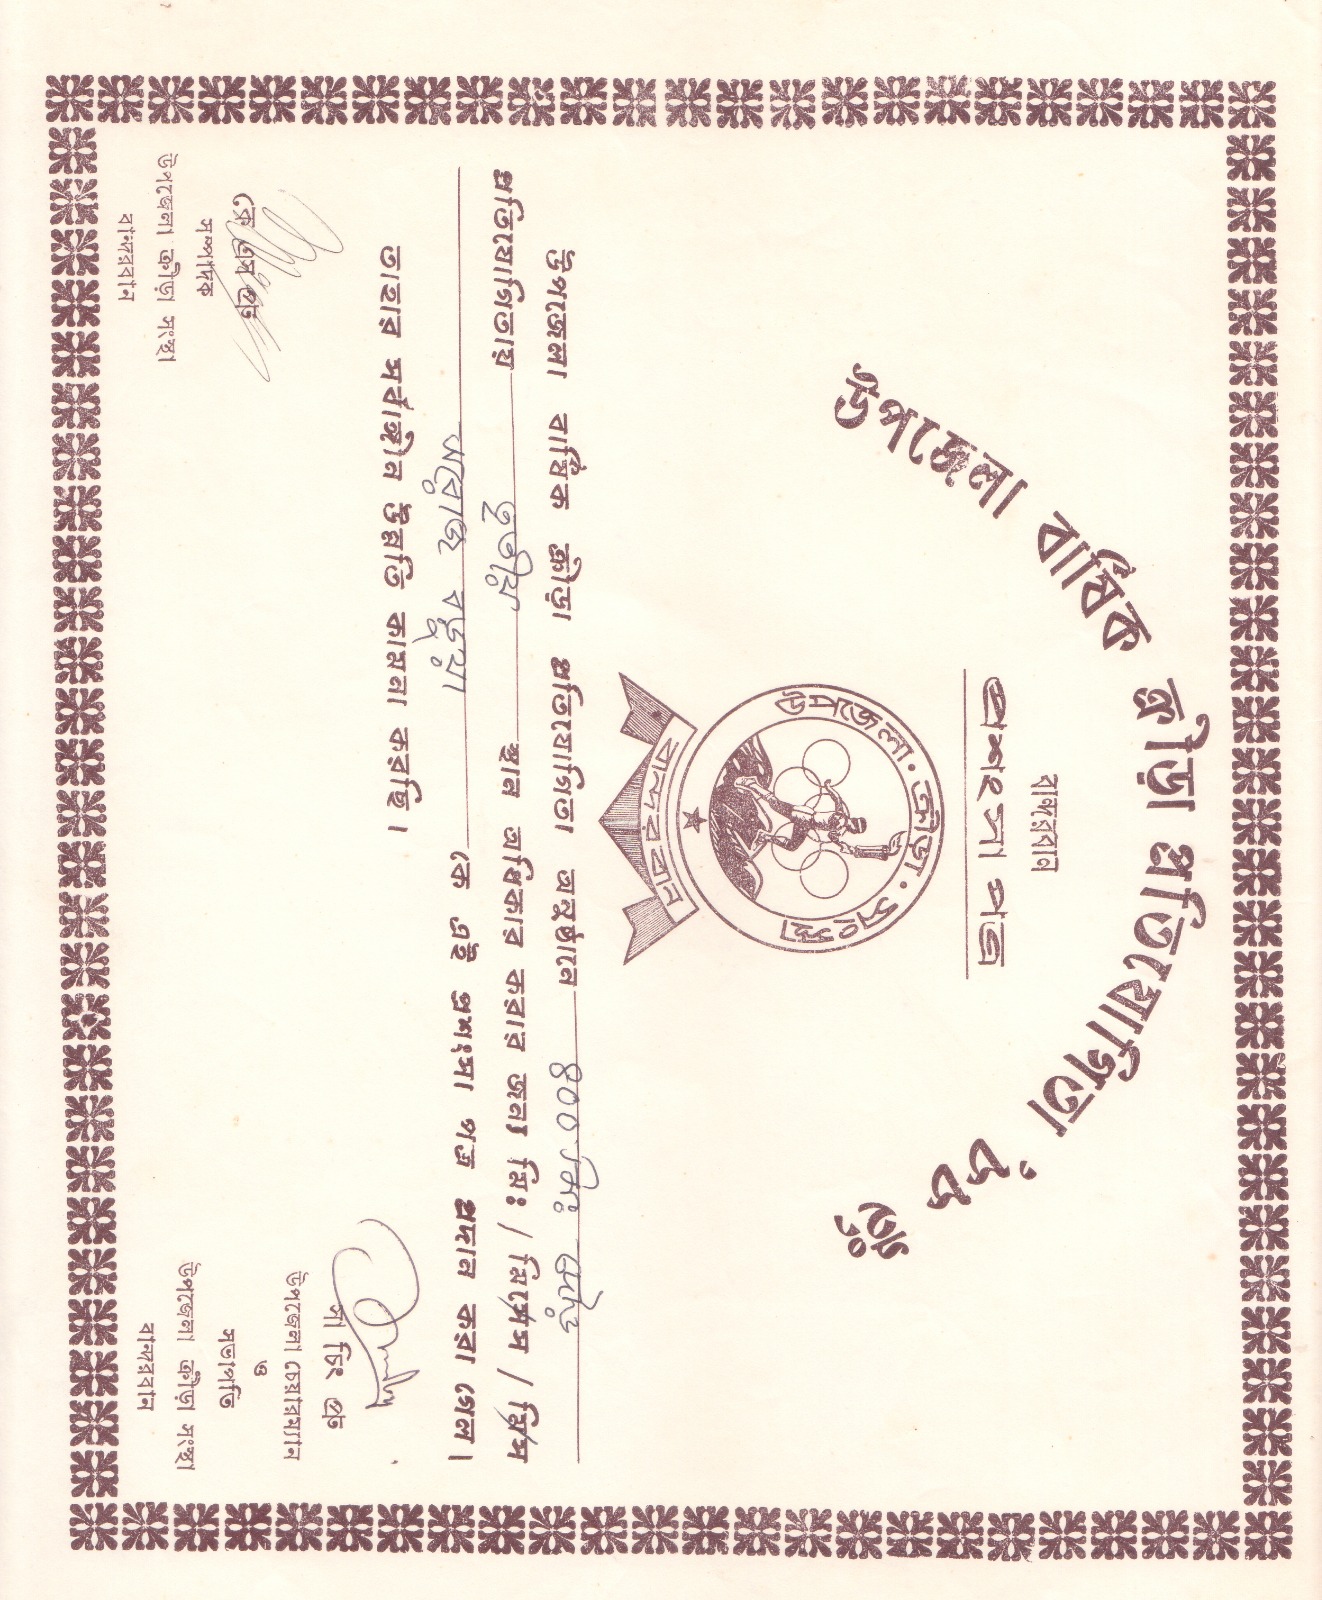 উপজেলা বার্ষিক ক্রীড়া প্রতিযোগিতা '৮৮ ইং
বান্দরবান
প্রশংসা পত্র
উপজেলা · ক্রীড়া · সংস্থা
বান্দরবান
উপজেলা বার্ষিক ক্রীড়া প্রতিযোগিতা অনুষ্ঠানে ৪০০ মিঃ দৌড়
প্রতিযোগিতায় তৃতীয় স্থান অধিকার করার জন্য মিঃ / মিসেস / মিস
সরোজ বড়ুয়া কে এই প্রশংসা পত্র প্রদান করা গেল।
তাহার সর্বাঙ্গীন উন্নতি কামনা করছি।
কে এস প্রু
সম্পাদক
উপজেলা ক্রীড়া সংস্থা
বান্দরবান
সা চিং প্রু
উপজেলা চেয়ারম্যান
ও
সভাপতি
উপজেলা ক্রীড়া সংস্থা
বান্দরবান